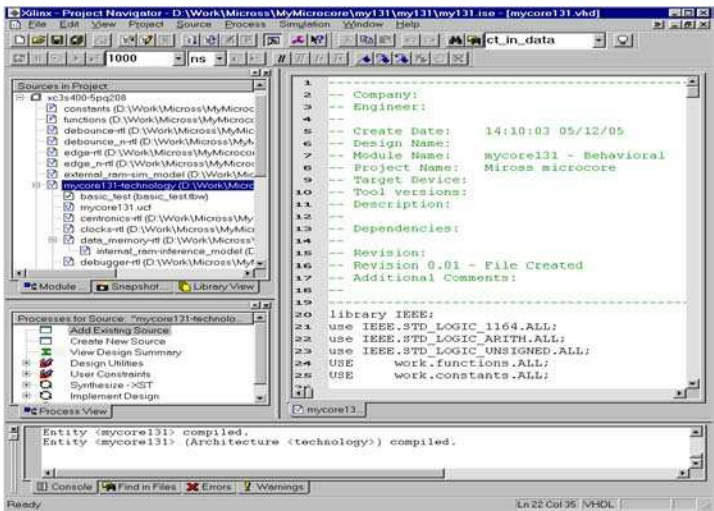 Xilinx - Project Navigator - D:\Work\Micross\MyMicroCore\my131\my131\my131.ise - [mycore131.vhd]
File Edit View Project Source Process Simulation Window Help
ct_in_data
1000 ns
Sources in Project:
xc3s400-5pq208
constants (D:\Work\Micross\MyMicroc
functions (D:\Work\Micross\MyMicroco
debounce-rtl (D:\Work\Micross\MyMic
debounce_n-rtl (D:\Work\Micross\MyM
edge-rtl (D:\Work\Micross\MyMicroco
edge_n-rtl (D:\Work\Micross\MyMicro
external_ram-sim_model (D:\Work\Mic
mycore131-technology (D:\Work\Micro
basic_test (basic_test.tbw)
mycore131.ucf
centronics-rtl (D:\Work\Micross\My
clocks-rtl (D:\Work\Micross\MyMicr
data_memory-rtl (D:\Work\Micross\
internal_ram-inference_model (D
debugger-rtl (D:\Work\Micross\MyM
Module ... Snapshot... Library View
Processes for Source: "mycore131-technolo...
Add Existing Source
Create New Source
View Design Summary
Design Utilities
User Constraints
Synthesize - XST
Implement Design
Process View
1 ----------------------------------------------------------------
2 -- Company:
3 -- Engineer:
4 --
5 -- Create Date: 14:10:03 05/12/05
6 -- Design Name:
7 -- Module Name: mycore131 - Behavioral
8 -- Project Name: Miross microcore
9 -- Target Device:
10 -- Tool versions:
11 -- Description:
12 --
13 -- Dependencies:
14 --
15 -- Revision:
16 -- Revision 0.01 - File Created
17 -- Additional Comments:
18 --
19 ----------------------------------------------------------------
20 library IEEE;
21 use IEEE.STD_LOGIC_1164.ALL;
22 use IEEE.STD_LOGIC_ARITH.ALL;
23 use IEEE.STD_LOGIC_UNSIGNED.ALL;
24 USE work.functions.ALL;
25 USE work.constants.ALL;
mycore13...
Entity <mycore131> compiled.
Entity <mycore131> (Architecture <technology>) compiled.
Console Find in Files Errors Warnings
Ready Ln 22 Col 35 VHDL